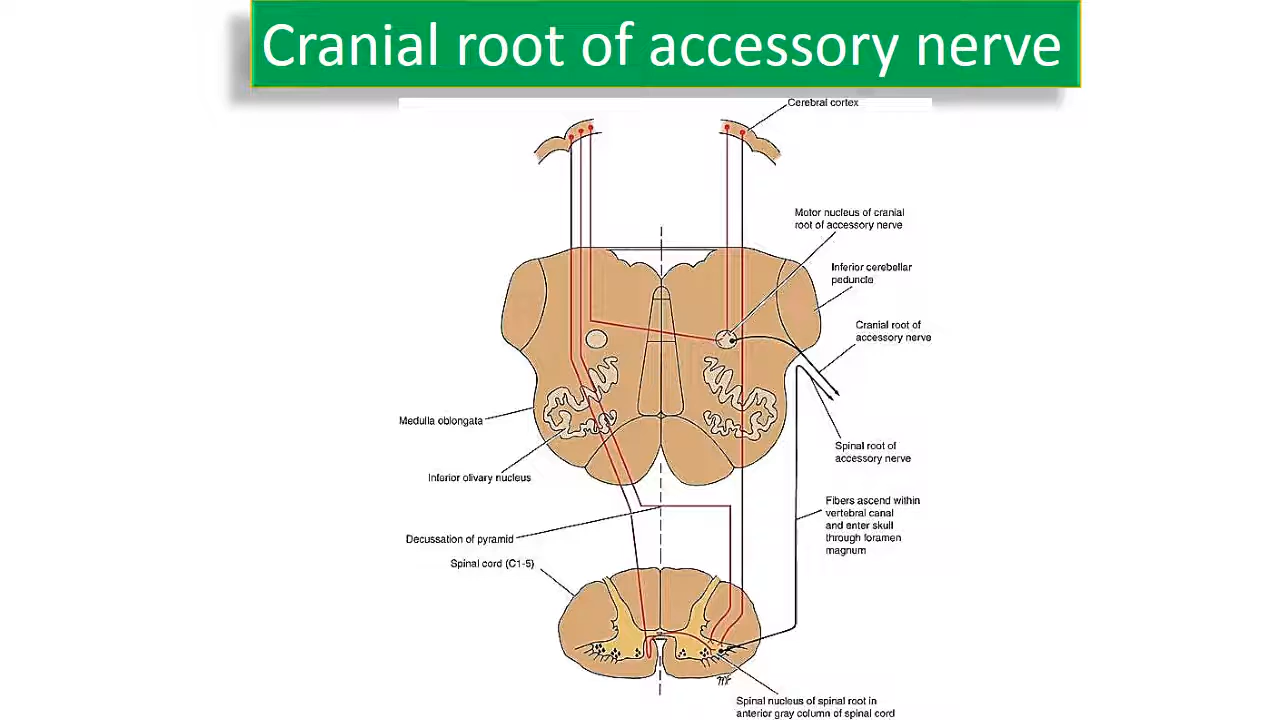 Cranial root of accessory nerve
Cerebral cortex
Motor nucleus of cranial
root of accessory nerve
Inferior cerebellar
peduncle
Cranial root of
accessory nerve
Medulla oblongata
Spinal root of
accessory nerve
Inferior olivary nucleus
Fibers ascend within
vertebral canal
and enter skull
through foramen
magnum
Decussation of pyramid
Spinal cord (C1-5)
Spinal nucleus of spinal root in
anterior gray column of spinal cord